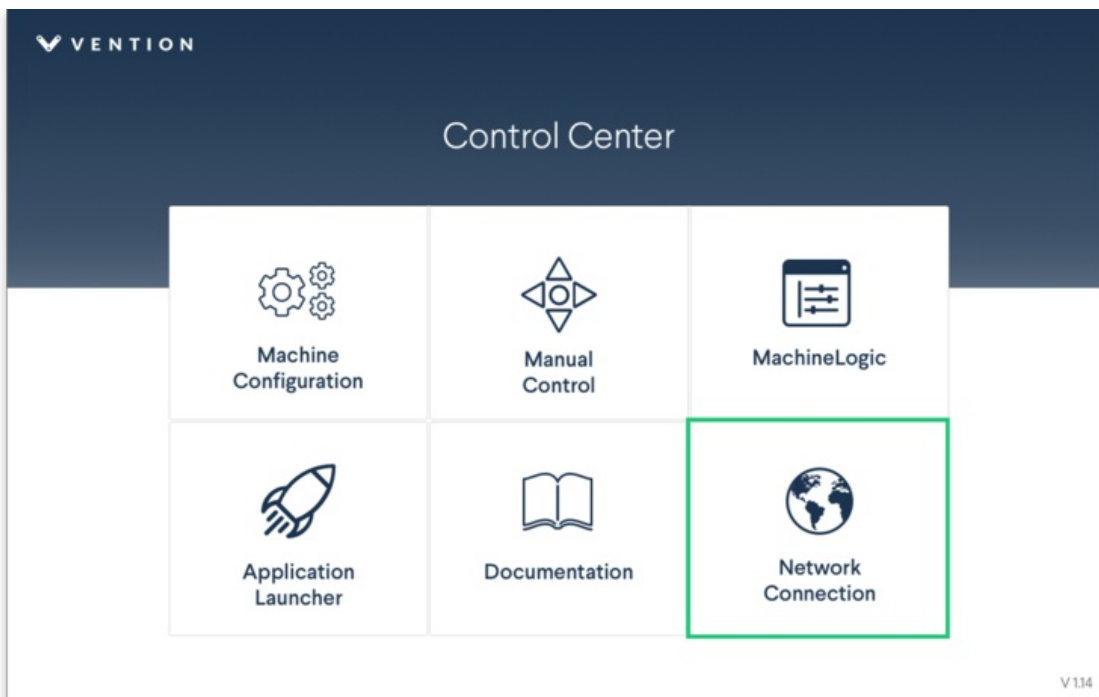 VENTION
Control Center
Machine
Configuration
Manual
Control
MachineLogic
Application
Launcher
Documentation
Network
Connection
V 1.14